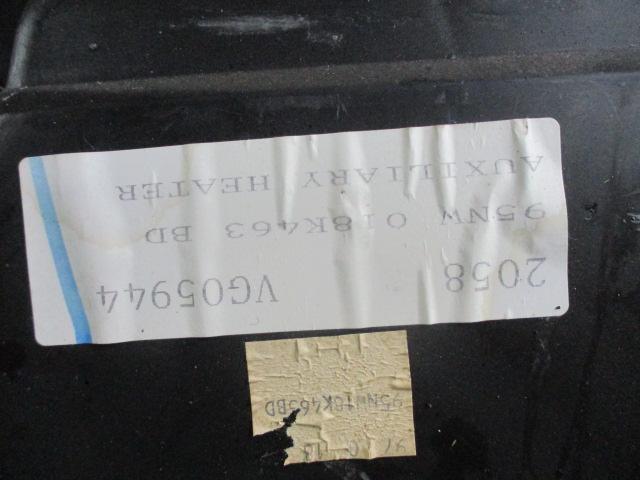 95NW18K463BD
2058 VG05944
95NW 018K463 BD
AUXILIARY HEATER